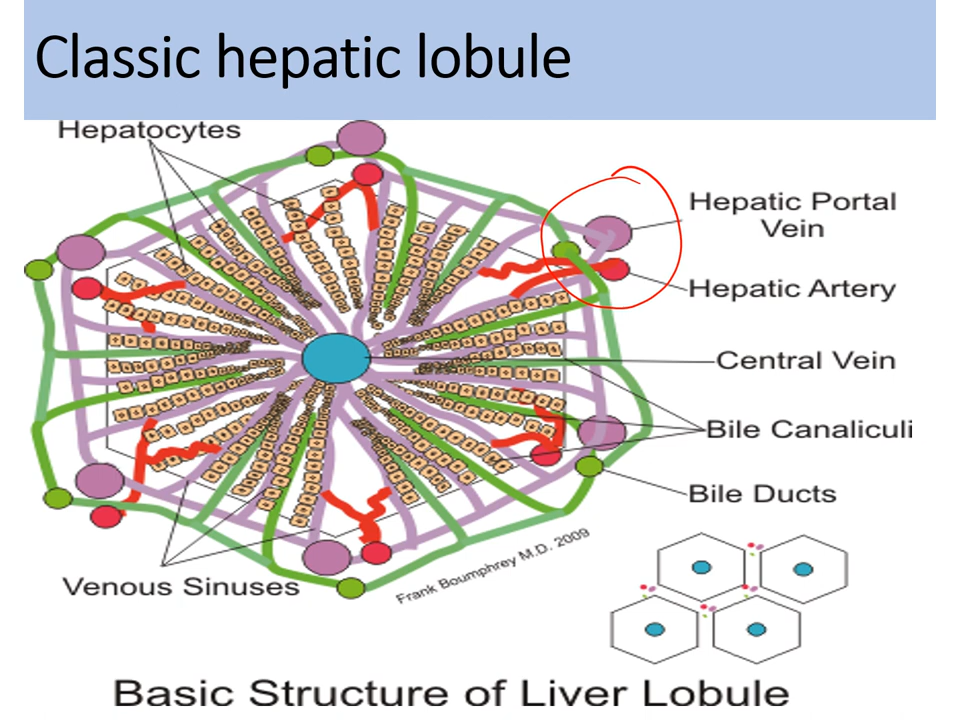 Classic hepatic lobule
Hepatocytes
Hepatic Portal
Vein
Hepatic Artery
Central Vein
Bile Canaliculi
Bile Ducts
Venous Sinuses
Frank Boumphrey M.D. 2009
Basic Structure of Liver Lobule